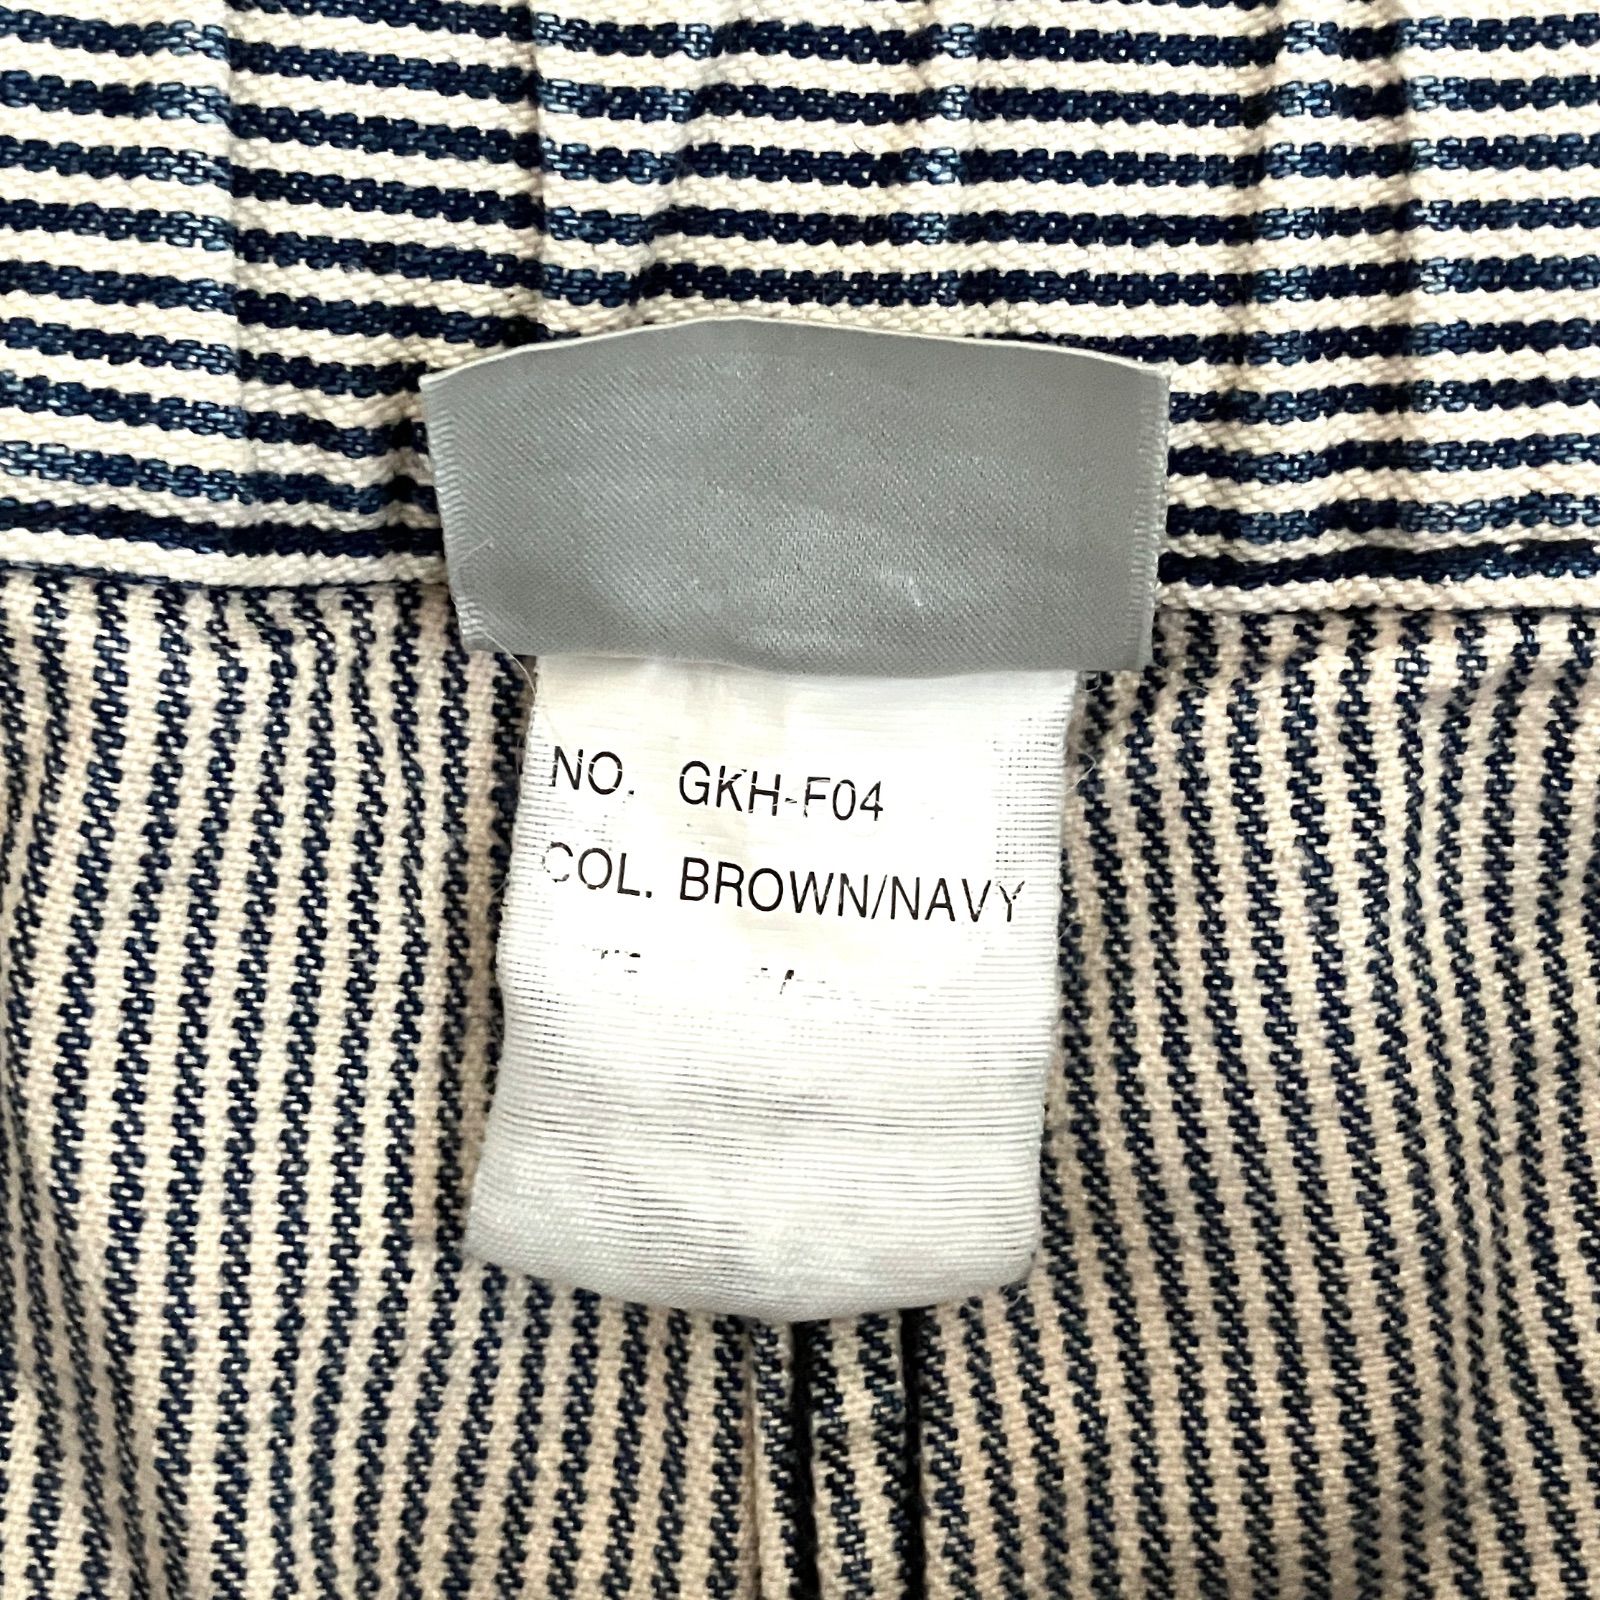 NO. GKH-F04
COL. BROWN/NAVY